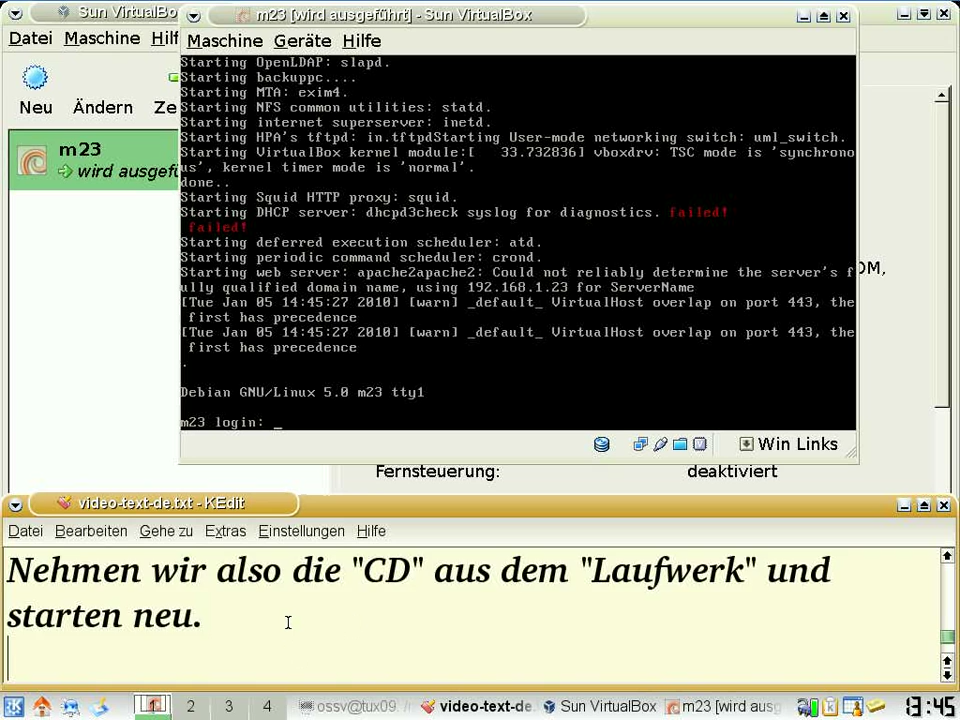 Sun VirtualBox
m23 [wird ausgeführt] - Sun VirtualBox
Datei Maschine Hilf
Maschine Geräte Hilfe
Neu Ändern Ze
m23
wird ausgefü
Starting OpenLDAP: slapd.
Starting backuppc....
Starting MTA: exim4.
Starting NFS common utilities: statd.
Starting internet superserver: inetd.
Starting HPA's tftpd: in.tftpdStarting User-mode networking switch: uml_switch.
Starting VirtualBox kernel module:[   33.732836] vboxdrv: TSC mode is 'synchrono
us', kernel timer mode is 'normal'.
done..
Starting Squid HTTP proxy: squid.
Starting DHCP server: dhcpd3check syslog for diagnostics. failed!
failed!
Starting deferred execution scheduler: atd.
Starting periodic command scheduler: crond.
Starting web server: apache2apache2: Could not reliably determine the server's f
ully qualified domain name, using 192.168.1.23 for ServerName
[Tue Jan 05 14:45:27 2010] [warn] _default_ VirtualHost overlap on port 443, the
first has precedence
[Tue Jan 05 14:45:27 2010] [warn] _default_ VirtualHost overlap on port 443, the
first has precedence
.
Debian GNU/Linux 5.0 m23 tty1
m23 login: _
OM,
Win Links
Fernsteuerung: deaktiviert
video-text-de.txt - KEdit
Datei Bearbeiten Gehe zu Extras Einstellungen Hilfe
Nehmen wir also die "CD" aus dem "Laufwerk" und
starten neu.
1 2 3 4 ossv@tux09: video-text-de. Sun VirtualBox m23 [wird ausg 13:45